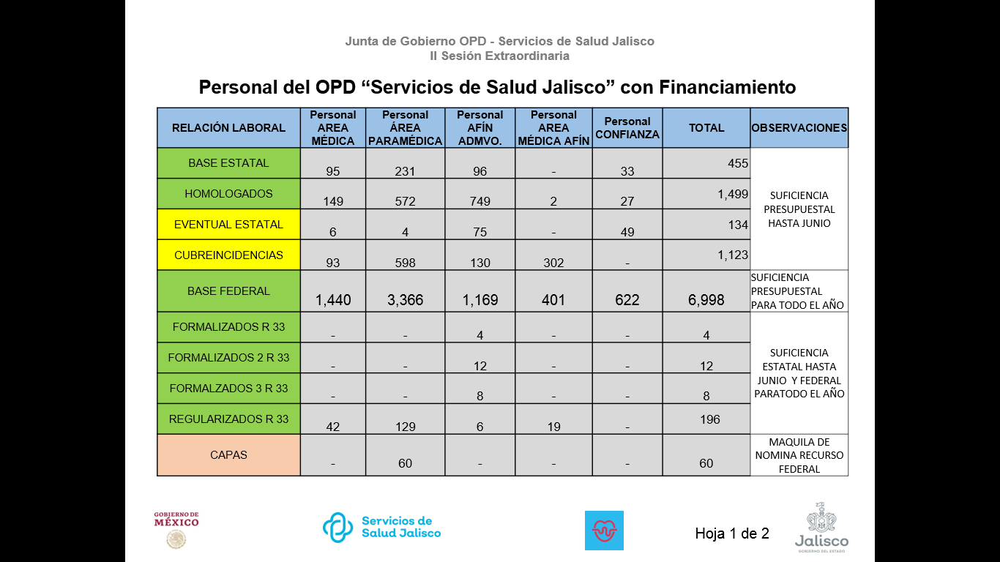 Junta de Gobierno OPD - Servicios de Salud Jalisco
II Sesión Extraordinaria
Personal del OPD “Servicios de Salud Jalisco” con Financiamiento
RELACIÓN LABORAL
Personal
AREA
MÉDICA
Personal
ÁREA
PARAMÉDICA
Personal
AFÍN
ADMVO.
Personal
AREA
MÉDICA AFÍN
Personal
CONFIANZA
TOTAL
OBSERVACIONES
BASE ESTATAL 95 231 96 - 33 455
HOMOLOGADOS 149 572 749 2 27 1,499
EVENTUAL ESTATAL 6 4 75 - 49 134
CUBREINCIDENCIAS 93 598 130 302 - 1,123
SUFICIENCIA
PRESUPUESTAL
HASTA JUNIO
BASE FEDERAL 1,440 3,366 1,169 401 622 6,998
SUFICIENCIA
PRESUPUESTAL
PARA TODO EL AÑO
FORMALIZADOS R 33 - - 4 - - 4
FORMALIZADOS 2 R 33 - - 12 - - 12
FORMALZADOS 3 R 33 - - 8 - - 8
REGULARIZADOS R 33 42 129 6 19 - 196
SUFICIENCIA
ESTATAL HASTA
JUNIO Y FEDERAL
PARATODO EL AÑO
CAPAS - 60 - - - 60
MAQUILA DE
NOMINA RECURSO
FEDERAL
GOBIERNO DE
MÉXICO
Servicios de
Salud Jalisco
Hoja 1 de 2
Jalisco
GOBIERNO DEL ESTADO